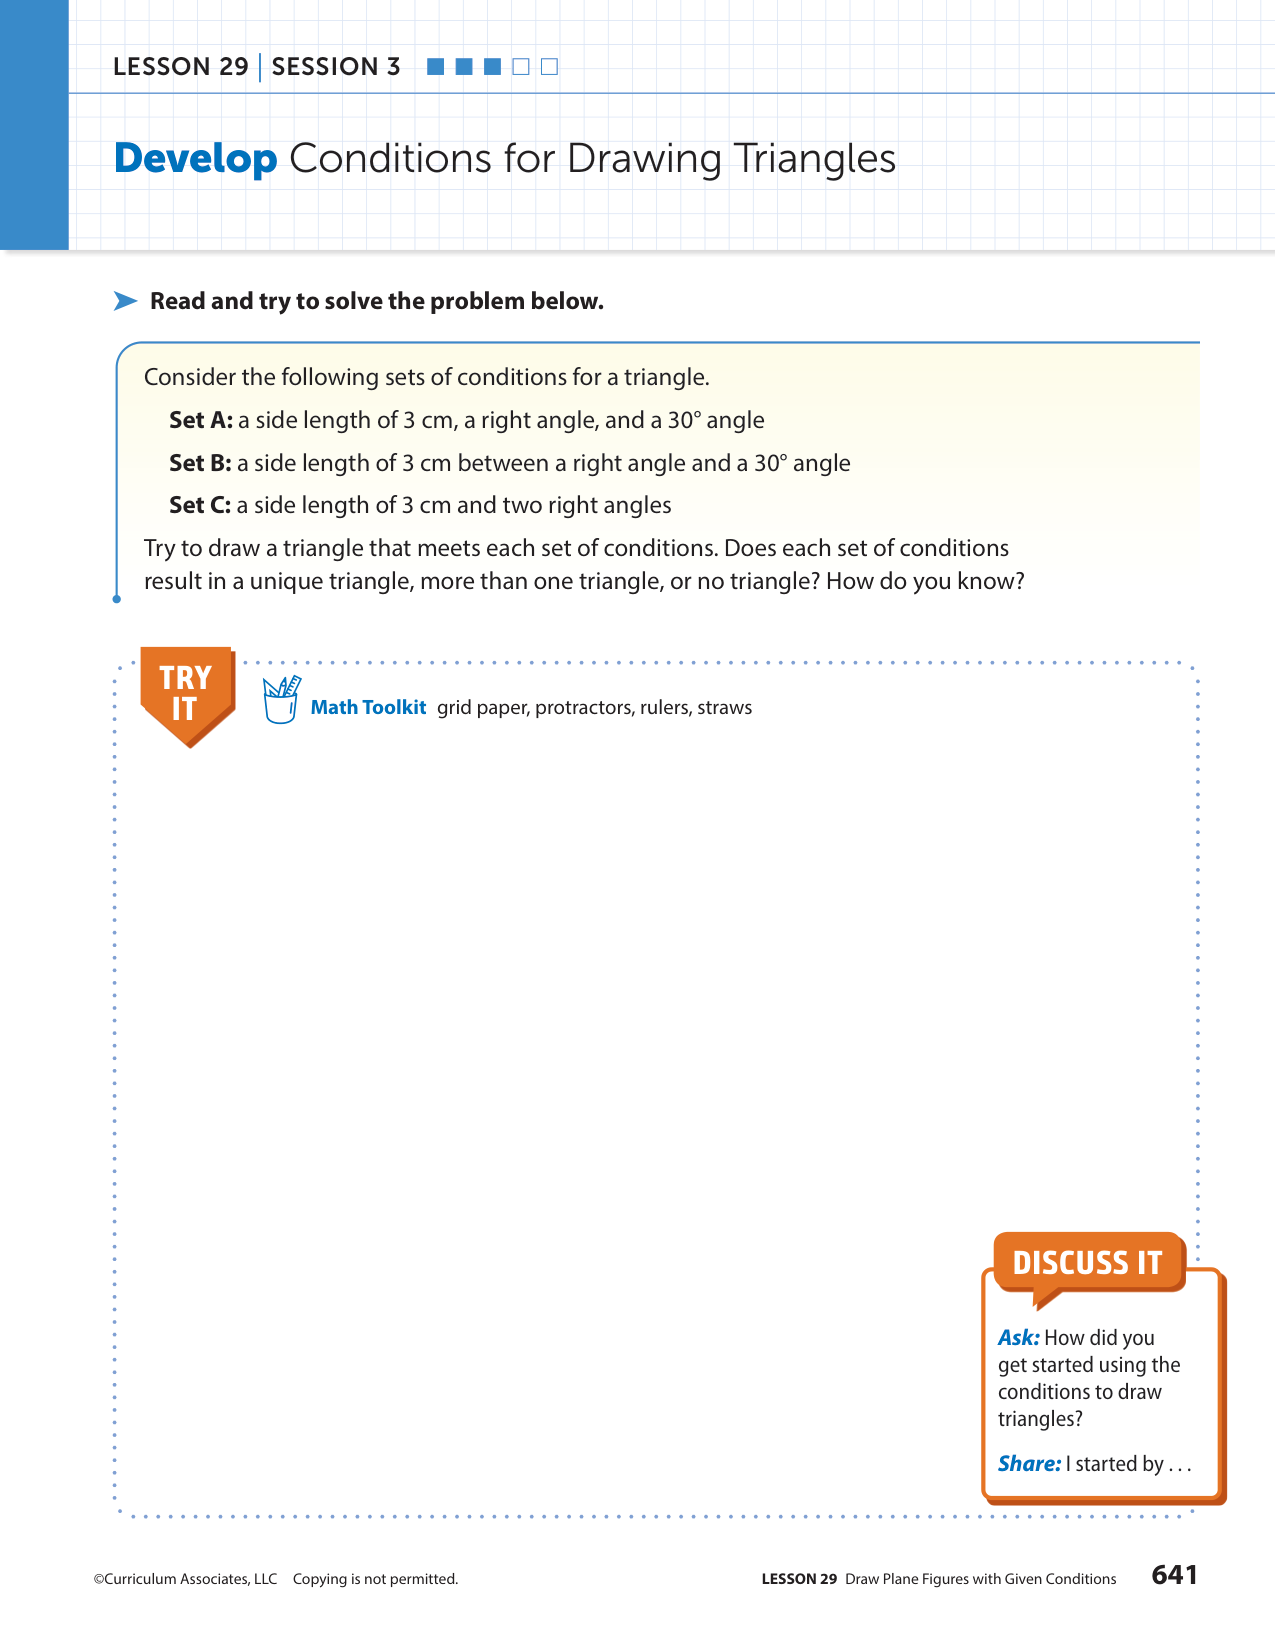 LESSON 29 | SESSION 3
Develop Conditions for Drawing Triangles
Read and try to solve the problem below.
Consider the following sets of conditions for a triangle.
Set A: a side length of 3 cm, a right angle, and a 30° angle
Set B: a side length of 3 cm between a right angle and a 30° angle
Set C: a side length of 3 cm and two right angles
Try to draw a triangle that meets each set of conditions. Does each set of conditions
result in a unique triangle, more than one triangle, or no triangle? How do you know?
TRY
IT
Math Toolkit grid paper, protractors, rulers, straws
DISCUSS IT
Ask: How did you
get started using the
conditions to draw
triangles?
Share: I started by . . .
©Curriculum Associates, LLC Copying is not permitted.
LESSON 29 Draw Plane Figures with Given Conditions 641